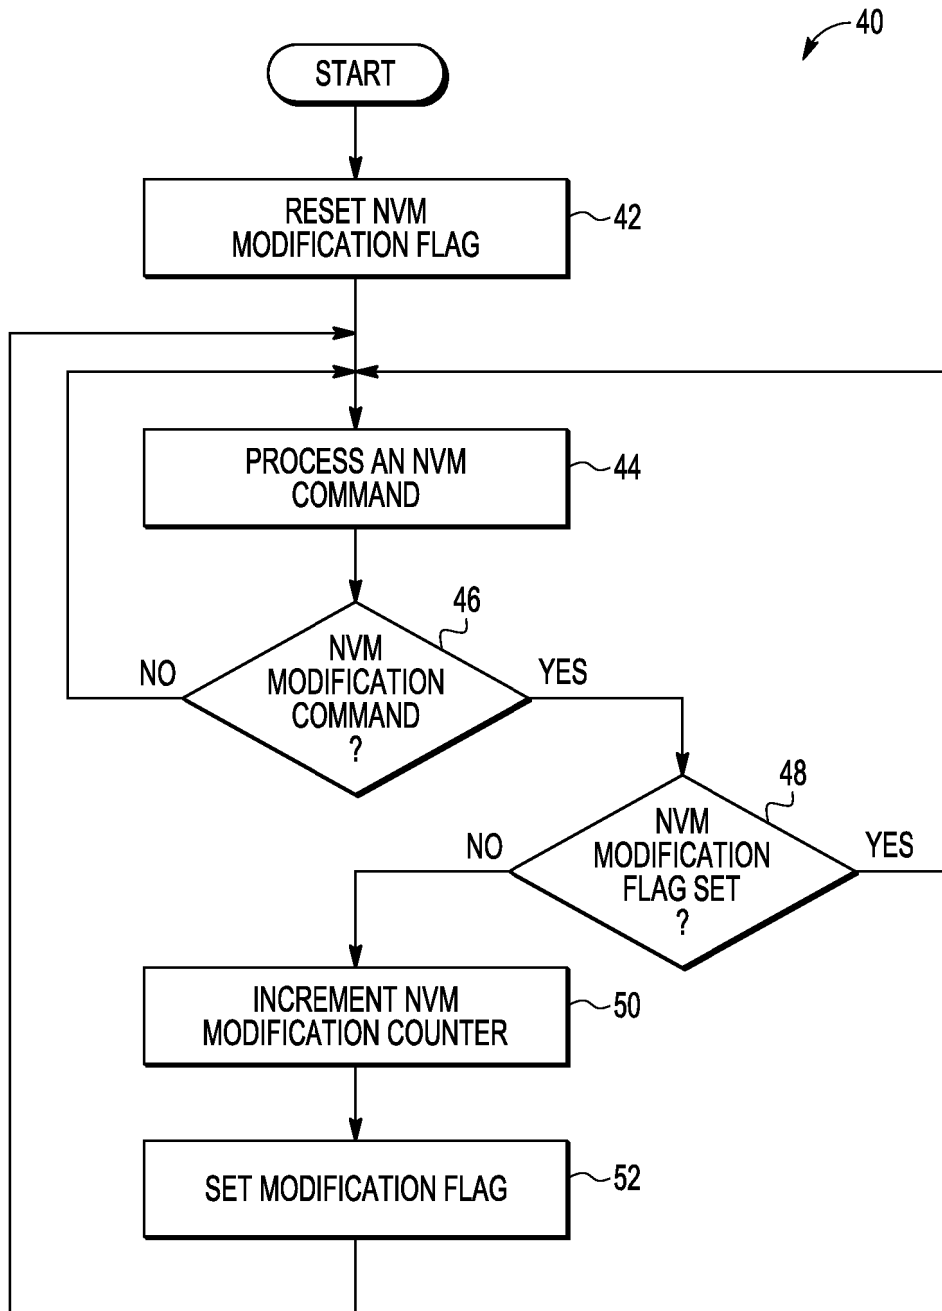 40
START
RESET NVM
MODIFICATION FLAG
42
PROCESS AN NVM
COMMAND
44
46
NVM
MODIFICATION
COMMAND
?
NO
YES
48
NVM
MODIFICATION
FLAG SET
?
NO
YES
INCREMENT NVM
MODIFICATION COUNTER
50
SET MODIFICATION FLAG
52